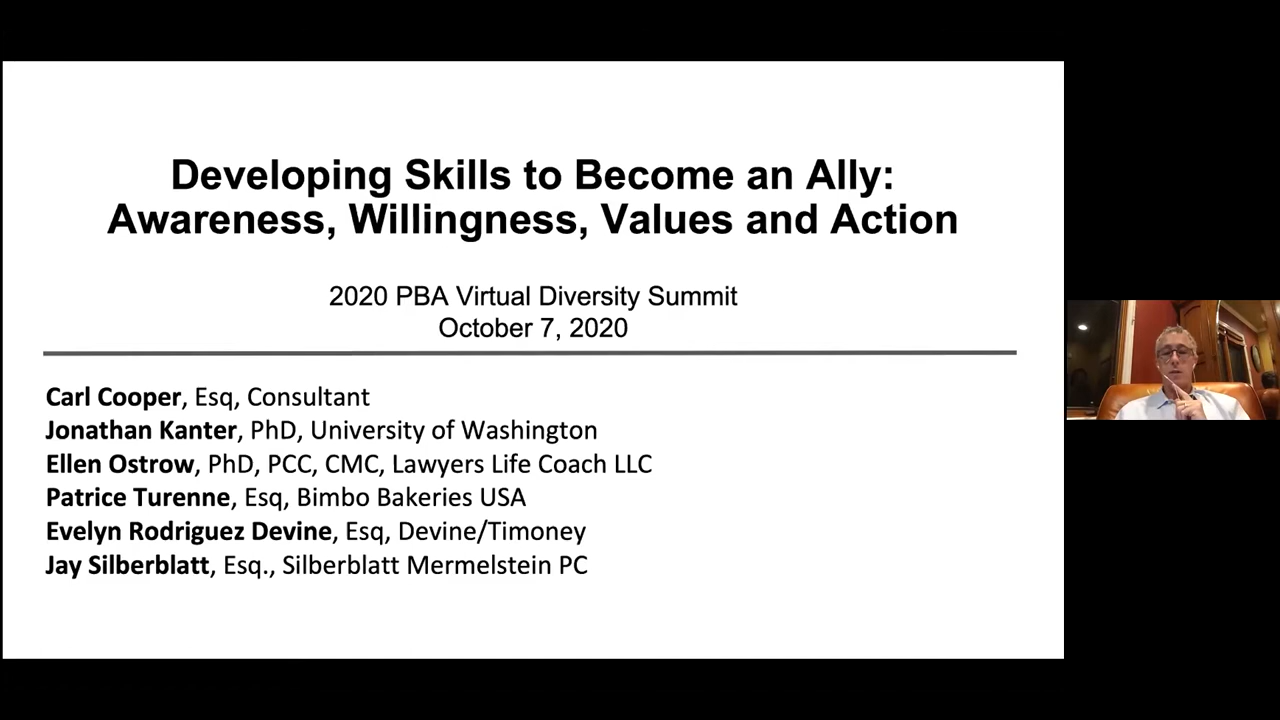 Developing Skills to Become an Ally:
Awareness, Willingness, Values and Action
2020 PBA Virtual Diversity Summit
October 7, 2020
Carl Cooper, Esq, Consultant
Jonathan Kanter, PhD, University of Washington
Ellen Ostrow, PhD, PCC, CMC, Lawyers Life Coach LLC
Patrice Turenne, Esq, Bimbo Bakeries USA
Evelyn Rodriguez Devine, Esq, Devine/Timoney
Jay Silberblatt, Esq., Silberblatt Mermelstein PC